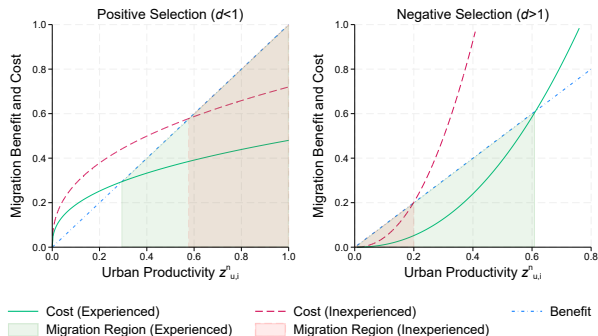 Positive Selection (d<1)
Migration Benefit and Cost
1.0
0.8
0.6
0.4
0.2
0.0
0.0 0.2 0.4 0.6 0.8 1.0
Urban Productivity z^n_{u,i}
Negative Selection (d>1)
Migration Benefit and Cost
1.0
0.8
0.6
0.4
0.2
0.0
0.0 0.2 0.4 0.6 0.8
Urban Productivity z^n_{u,i}
Cost (Experienced) Cost (Inexperienced) Benefit
Migration Region (Experienced) Migration Region (Inexperienced)